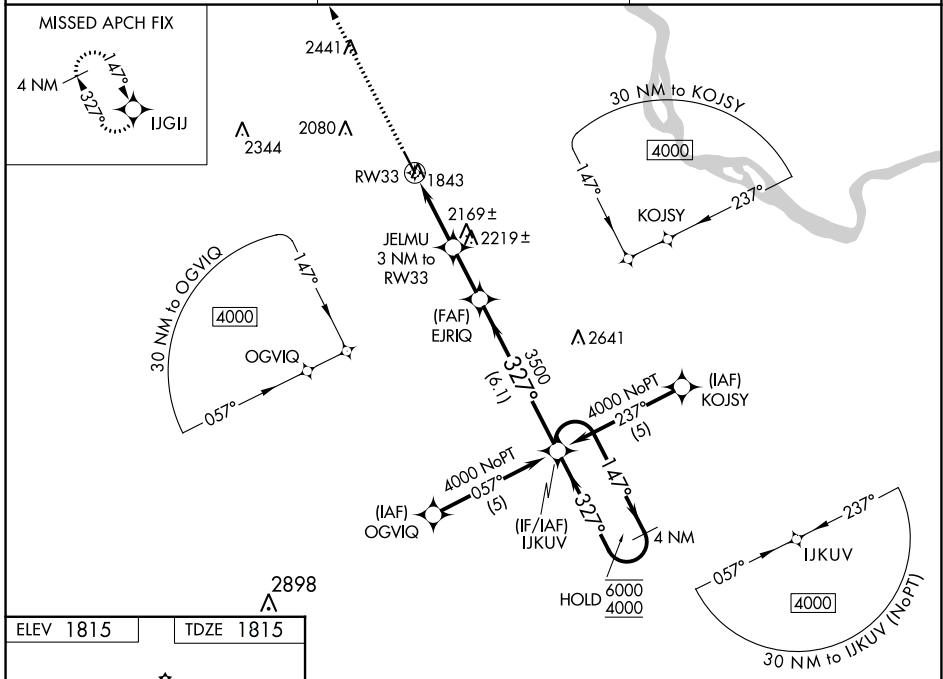 MISSED APCH FIX
4 NM
147°
327°
IJGIJ
2441
2344
2080
RW33
1843
2169±
2219±
JELMU
3 NM to
RW33
(FAF)
EJRIQ
2641
3500
327°
(6.1)
30 NM to KOJSY
4000
147°
237°
KOJSY
30 NM to OGVIQ
4000
147°
OGVIQ
057°
(IAF)
KOJSY
4000 NoPT
237°
(5)
4000 NoPT
057°
(5)
(IAF)
OGVIQ
(IF/IAF)
IJKUV
327°
147°
4 NM
HOLD
6000
4000
237°
057°
IJKUV
4000
30 NM to IJKUV (NoPT)
2898
ELEV 1815
TDZE 1815